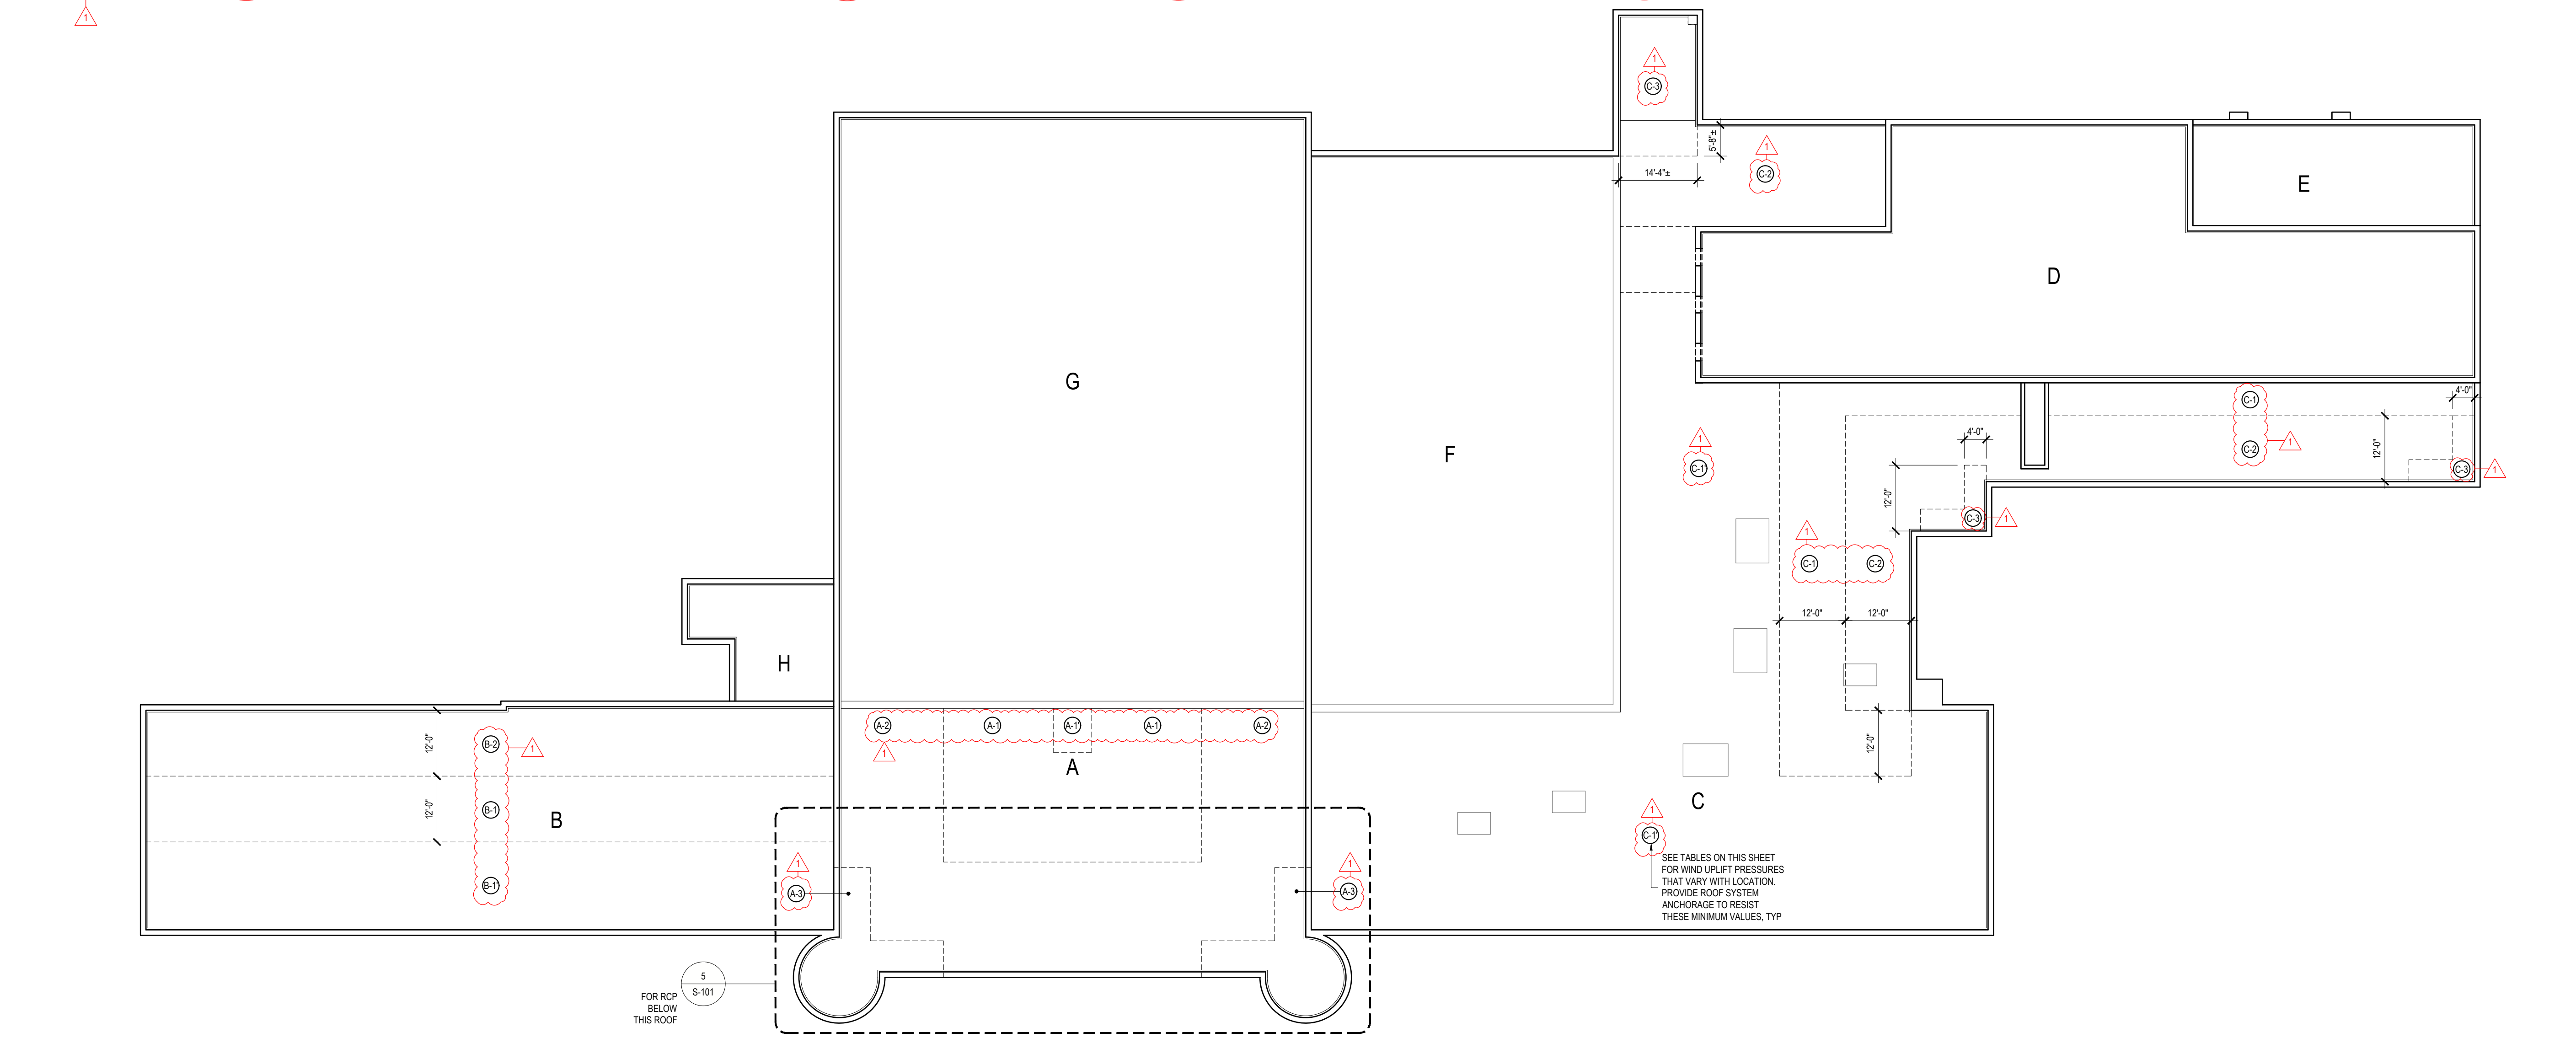 1
1
C-3
5'-8"±
1
14'-4"±
C-2
E
D
G
4'-0"
C-1
1
4'-0"
1
C-2
12'-0"
F
C-1'
C-3
1
12'-0"
C-3
1
1
C-1
C-2
12'-0"
12'-0"
H
A-2
A-1
A-1'
A-1
A-2
1
12'-0"
B-2
1
12'-0"
A
12'-0"
B-1
B
C
1
C-1'
B-1'
1
A-3
1
A-3
SEE TABLES ON THIS SHEET
FOR WIND UPLIFT PRESSURES
THAT VARY WITH LOCATION.
PROVIDE ROOF SYSTEM
ANCHORAGE TO RESIST
THESE MINIMUM VALUES, TYP
5
S-101
FOR RCP
BELOW
THIS ROOF